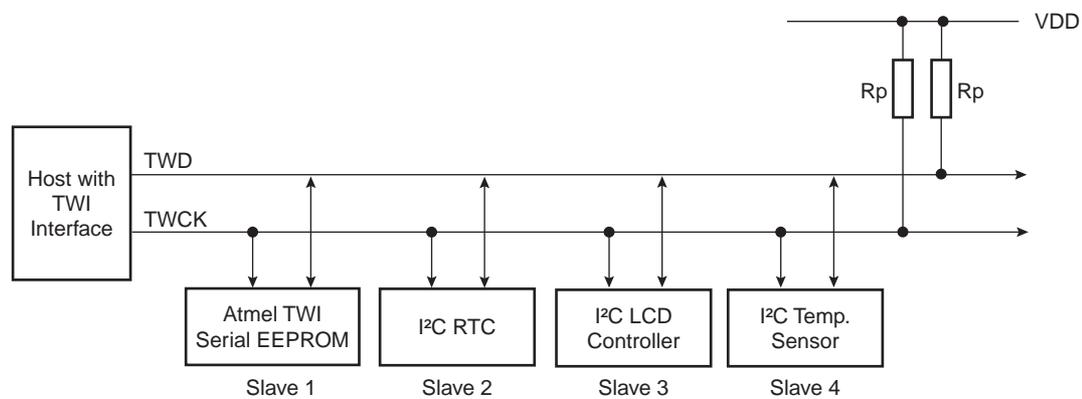 VDD
Rp
Rp
Host with
TWI
Interface
TWD
TWCK
Atmel TWI
Serial EEPROM
Slave 1
I²C RTC
Slave 2
I²C LCD
Controller
Slave 3
I²C Temp.
Sensor
Slave 4